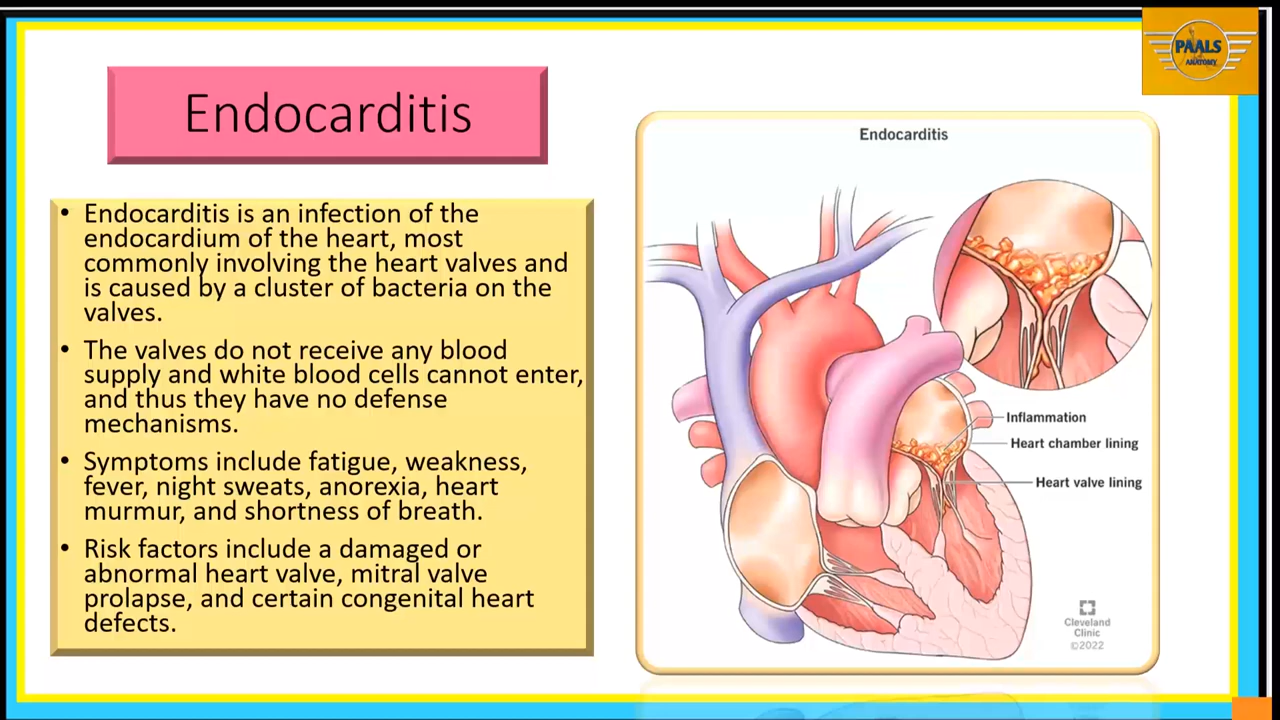 PAALS
ANATOMY
Endocarditis
• Endocarditis is an infection of the
endocardium of the heart, most
commonly involving the heart valves and
is caused by a cluster of bacteria on the
valves.
• The valves do not receive any blood
supply and white blood cells cannot enter,
and thus they have no defense
mechanisms.
• Symptoms include fatigue, weakness,
fever, night sweats, anorexia, heart
murmur, and shortness of breath.
• Risk factors include a damaged or
abnormal heart valve, mitral valve
prolapse, and certain congenital heart
defects.
Endocarditis
Inflammation
Heart chamber lining
Heart valve lining
Cleveland
Clinic
©2022